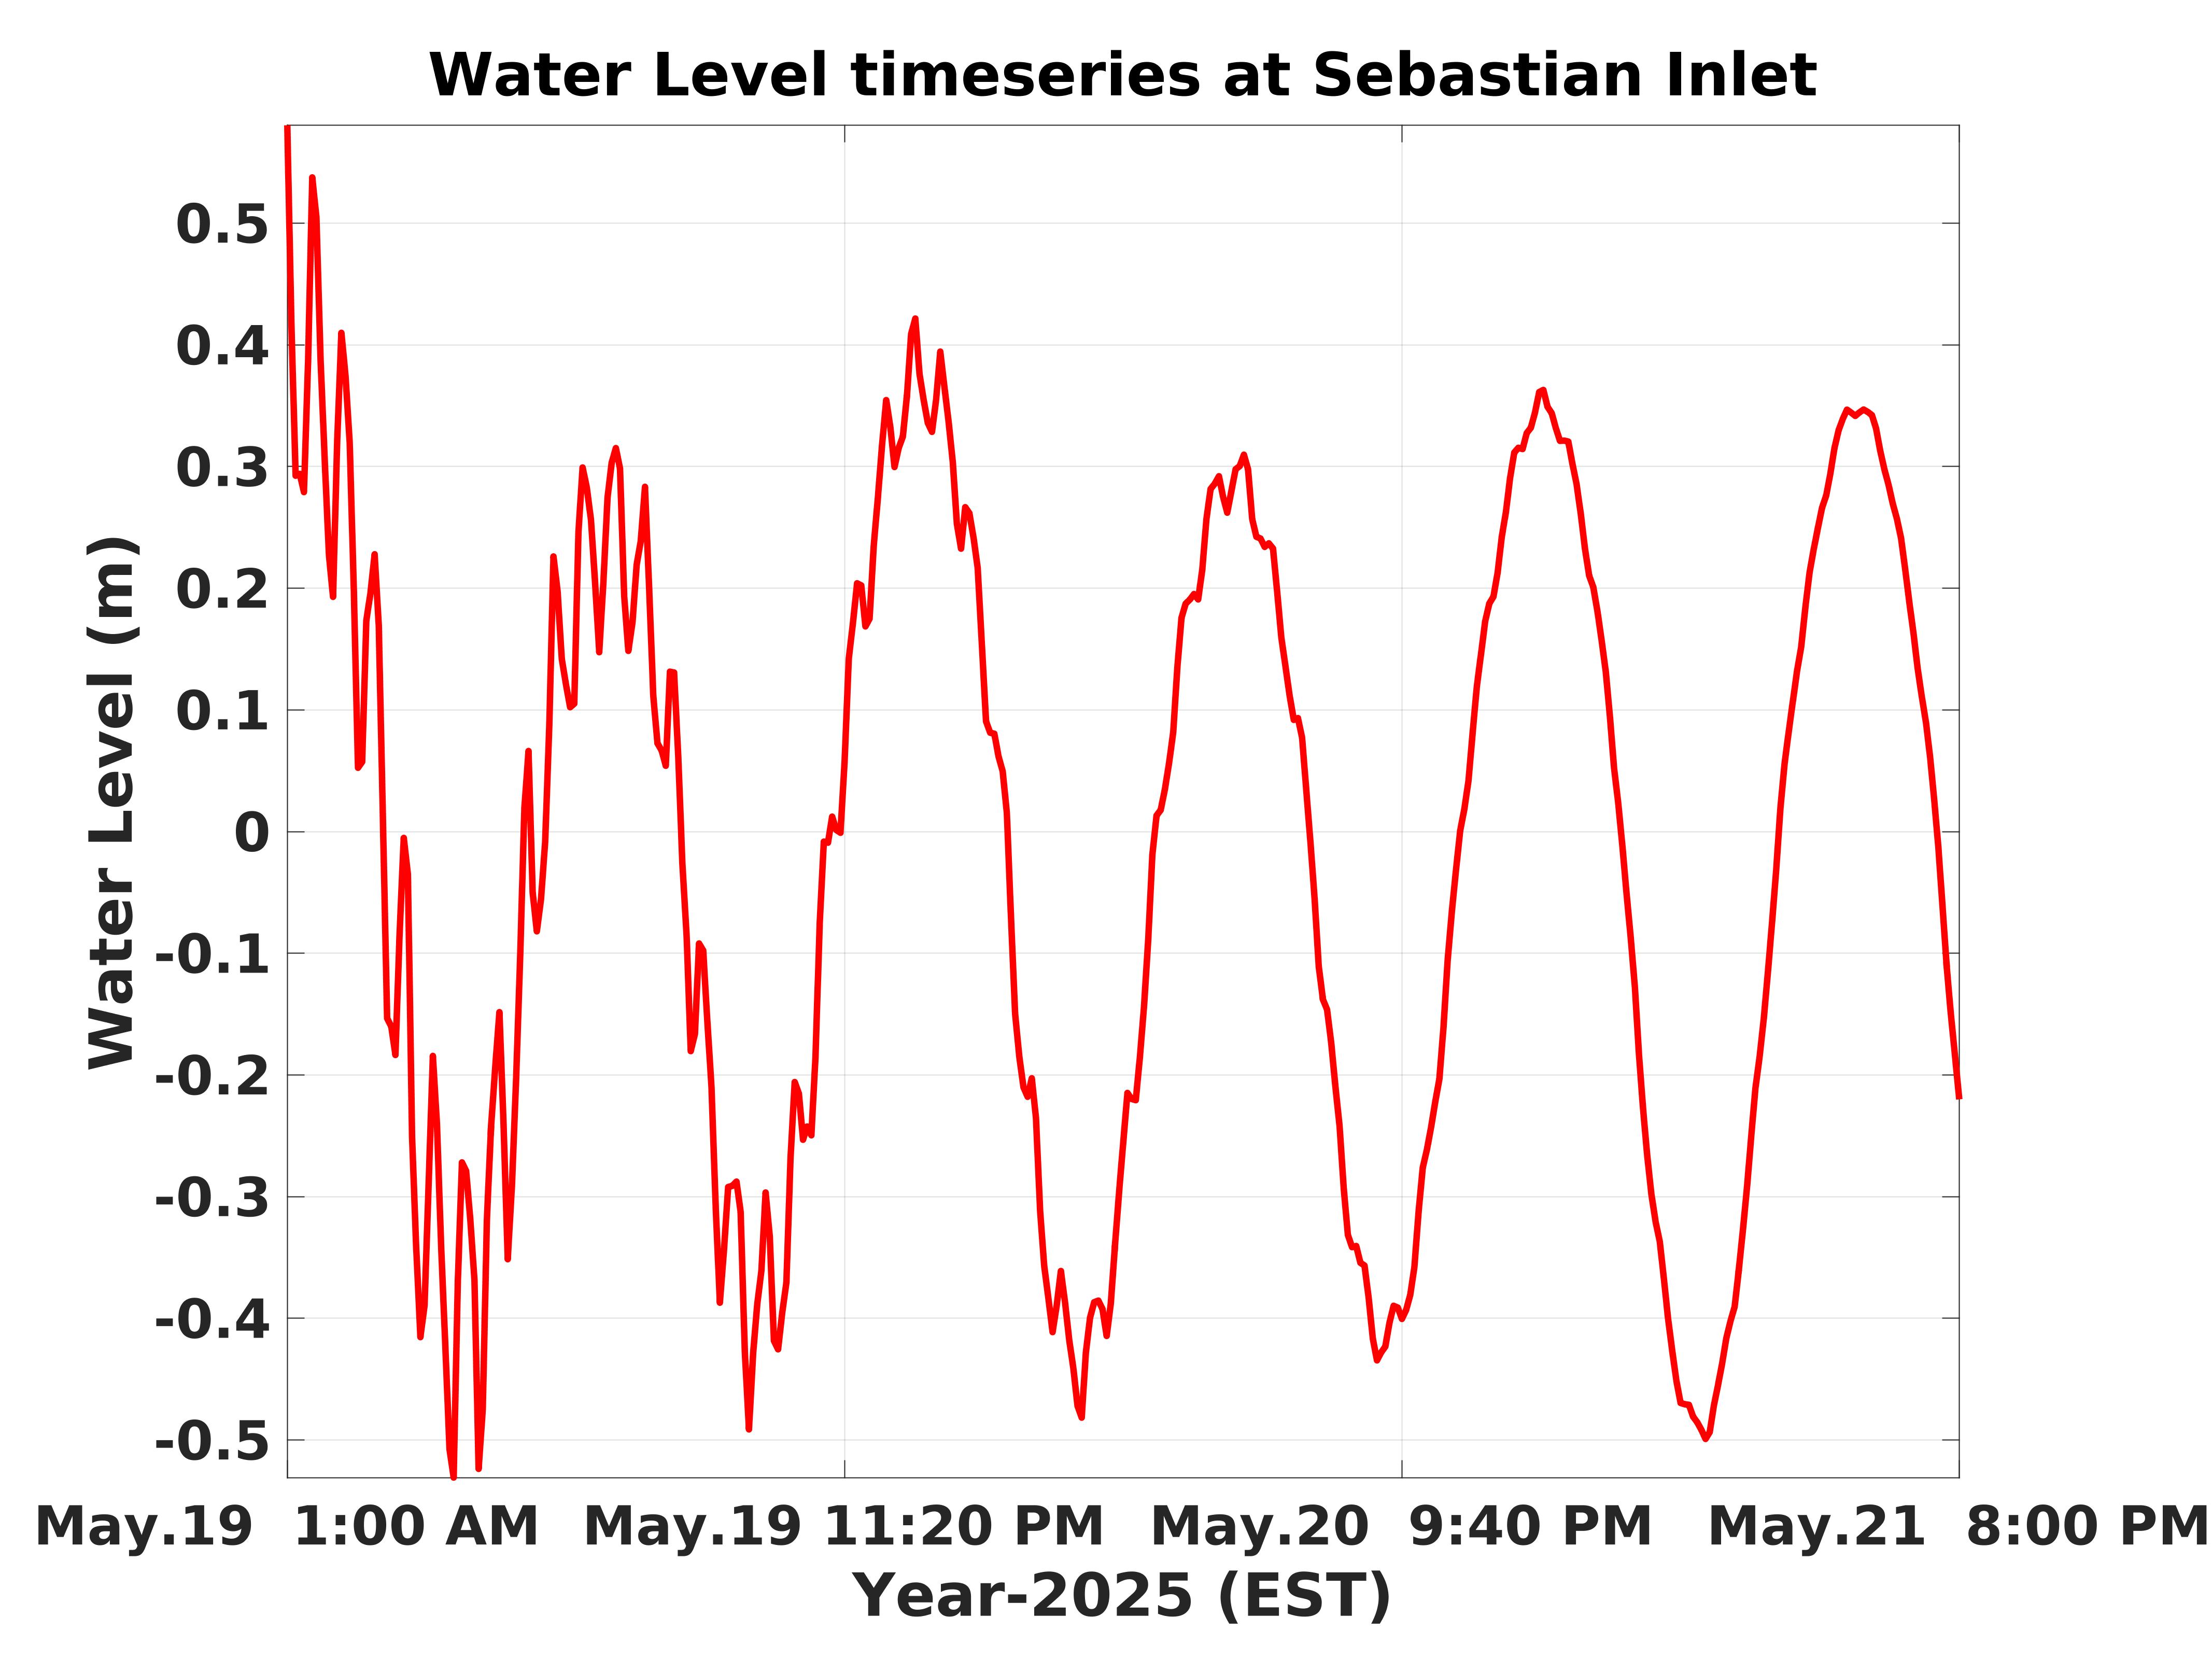 Water Level timeseries at Sebastian Inlet
Water Level (m)
0.5
0.4
0.3
0.2
0.1
0
-0.1
-0.2
-0.3
-0.4
-0.5
May.19 1:00 AM May.19 11:20 PM May.20 9:40 PM May.21 8:00 PM
Year-2025 (EST)